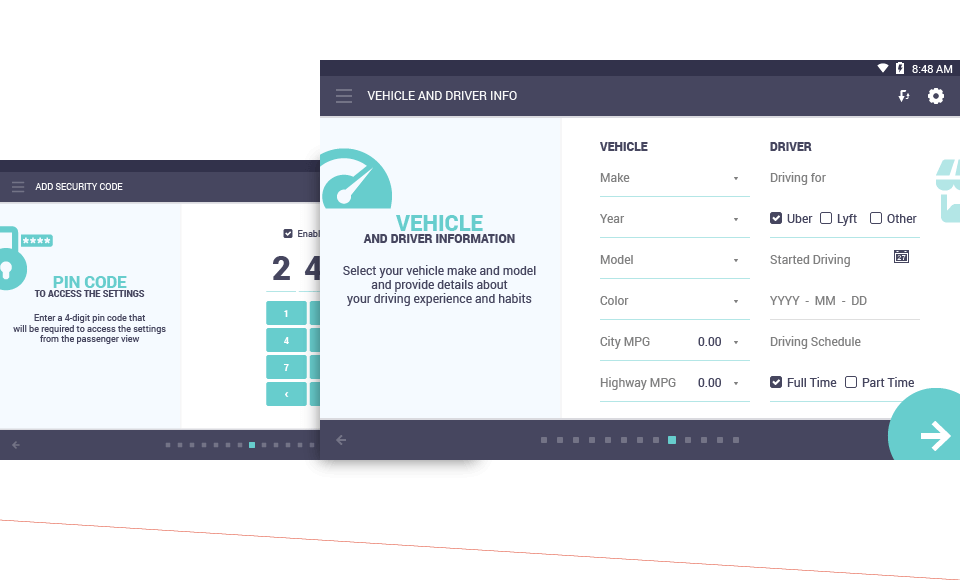 8:48 AM
VEHICLE AND DRIVER INFO
VEHICLE
AND DRIVER INFORMATION
Select your vehicle make and model
and provide details about
your driving experience and habits
VEHICLE
Make
Year
Model
Color
City MPG 0.00
Highway MPG 0.00
DRIVER
Driving for
Uber Lyft Other
Started Driving
27
YYYY - MM - DD
Driving Schedule
Full Time Part Time
ADD SECURITY CODE
****
PIN CODE
TO ACCESS THE SETTINGS
Enter a 4-digit pin code that
will be required to access the settings
from the passenger view
Enabl
2 4
1
4
7
‹